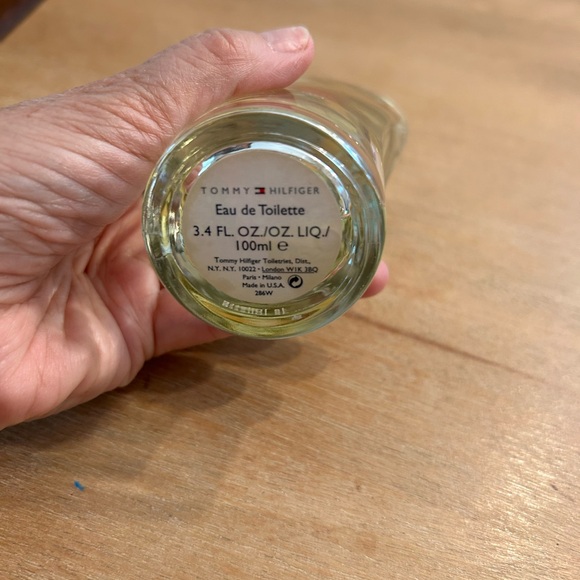 TOMMY HILFIGER
Eau de Toilette
3.4 FL. OZ./OZ. LIQ./
100ml ℮
Tommy Hilfiger Toiletries, Dist.,
N.Y. N.Y. 10022 • London W1K 3BQ
Paris • Milano
Made in U.S.A.
286W